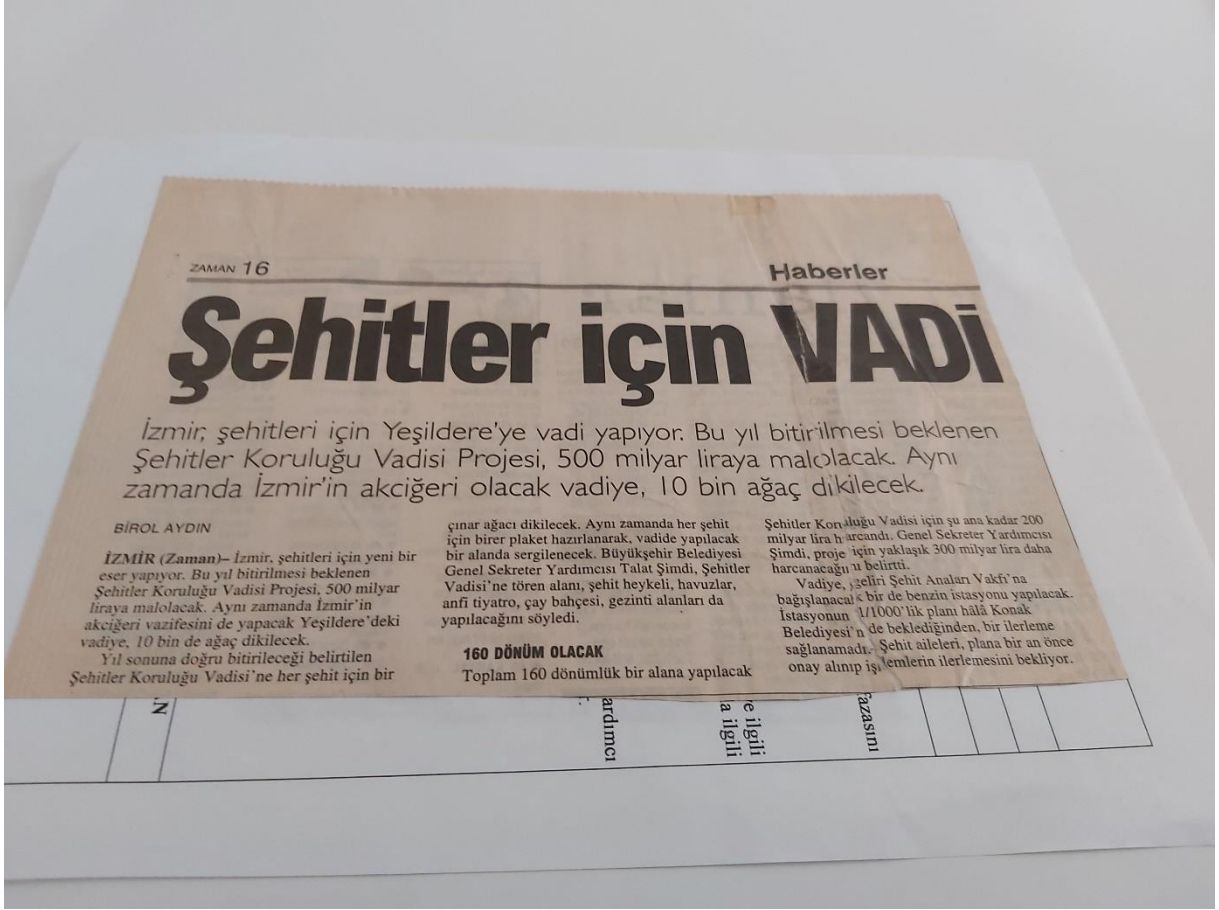 ZAMAN 16
Haberler
Şehitler için VADİ
İzmir, şehitleri için Yeşildere'ye vadi yapıyor. Bu yıl bitirilmesi beklenen
Şehitler Koruluğu Vadisi Projesi, 500 milyar liraya malolacak. Aynı
zamanda İzmir'in akciğeri olacak vadiye, 10 bin ağaç dikilecek.
BİROL AYDIN
İZMİR (Zaman)– İzmir, şehitleri için yeni bir
eser yapıyor. Bu yıl bitirilmesi beklenen
Şehitler Koruluğu Vadisi Projesi, 500 milyar
liraya malolacak. Aynı zamanda İzmir'in
akciğeri vazifesini de yapacak Yeşildere'deki
vadiye, 10 bin de ağaç dikilecek.
Yıl sonuna doğru bitirileceği belirtilen
Şehitler Koruluğu Vadisi'ne her şehit için bir
çınar ağacı dikilecek. Aynı zamanda her şehit
için birer plaket hazırlanarak, vadide yapılacak
bir alanda sergilenecek. Büyükşehir Belediyesi
Genel Sekreter Yardımcısı Talat Şimdi, Şehitler
Vadisi'ne tören alanı, şehit heykeli, havuzlar,
anfi tiyatro, çay bahçesi, gezinti alanları da
yapılacağını söyledi.
160 DÖNÜM OLACAK
Toplam 160 dönümlük bir alana yapılacak
Şehitler Koruluğu Vadisi için şu ana kadar 200
milyar lira harcandı. Genel Sekreter Yardımcısı
Şimdi, proje için yaklaşık 300 milyar lira daha
harcanacağını belirtti.
Vadiye, geliri Şehit Anaları Vakfı'na
bağışlanacak bir de benzin istasyonu yapılacak.
İstasyonun 1/1000'lik planı hâlâ Konak
Belediyesi'nde beklediğinden, bir ilerleme
sağlanamadı. Şehit aileleri, plana bir an önce
onay alınıp işlemlerin ilerlemesini bekliyor.
N
ardımcı
a ilgili
e ilgili
fazasını